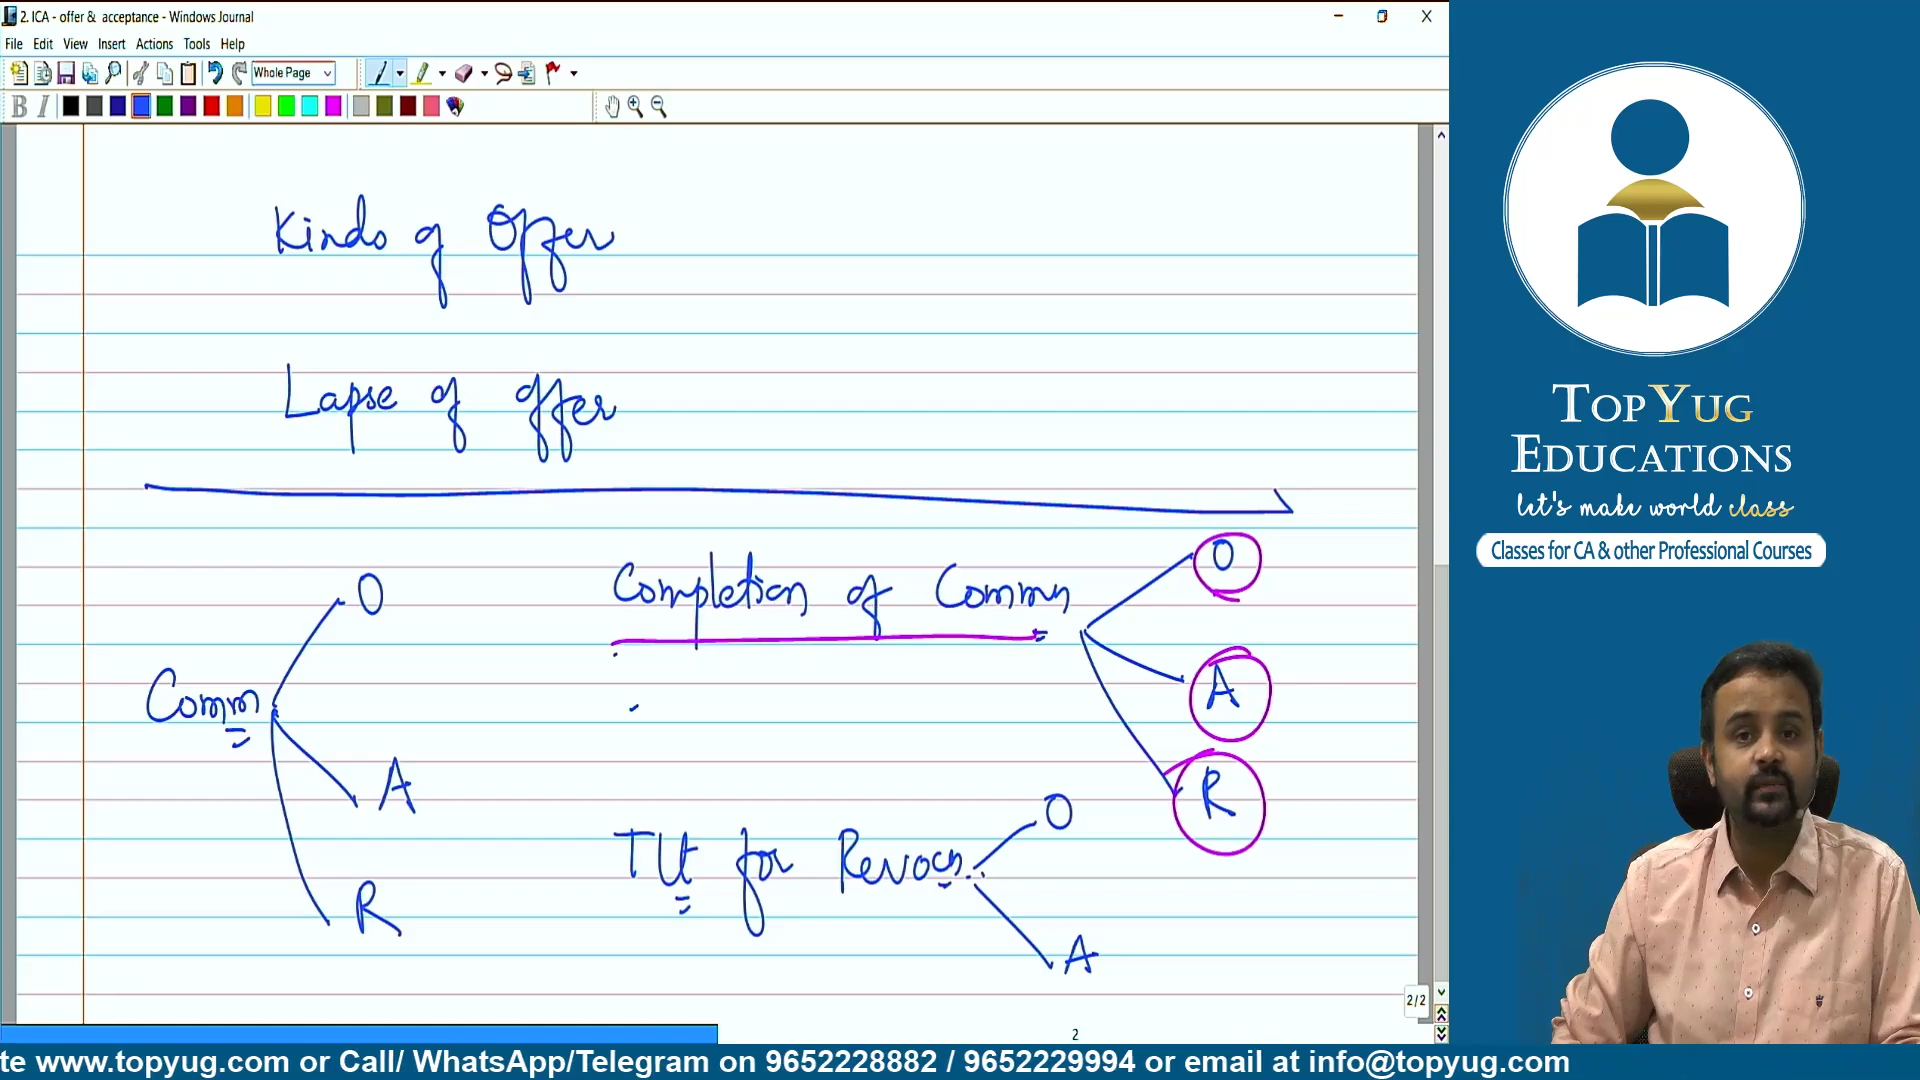 2. ICA - offer & acceptance - Windows Journal
File Edit View Insert Actions Tools Help
Whole Page
B I
Kinds of Offer
Lapse of offer
Comm
O
A
R
Completion of Commn
O
A
R
TLt for Revocn
O
A
2/2
2
TOPYUG
EDUCATIONS
let's make world class
Classes for CA & other Professional Courses
te www.topyug.com or Call/ WhatsApp/Telegram on 9652228882 / 9652229994 or email at info@topyug.com